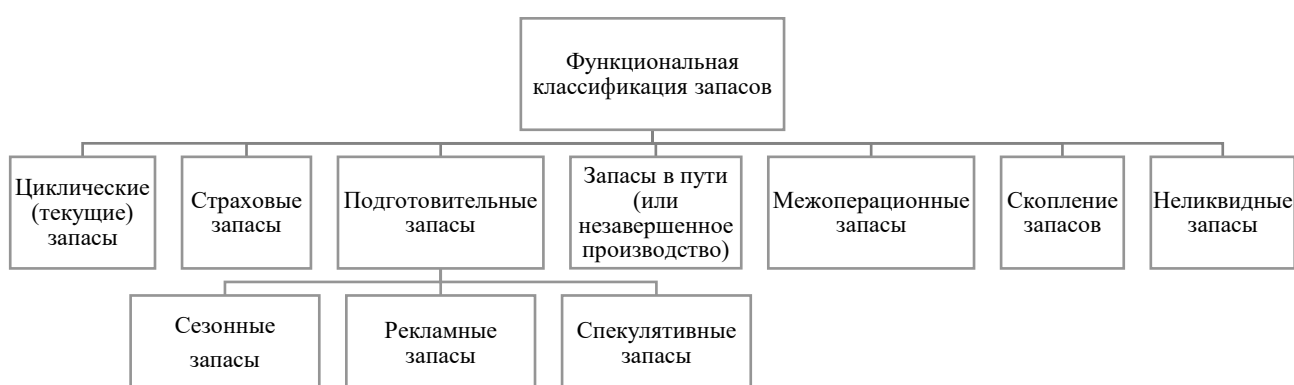 Функциональная
классификация запасов
Циклические
(текущие)
запасы
Страховые
запасы
Подготовительные
запасы
Запасы в пути
(или
незавершенное
производство)
Межоперационные
запасы
Скопление
запасов
Неликвидные
запасы
Сезонные
запасы
Рекламные
запасы
Спекулятивные
запасы